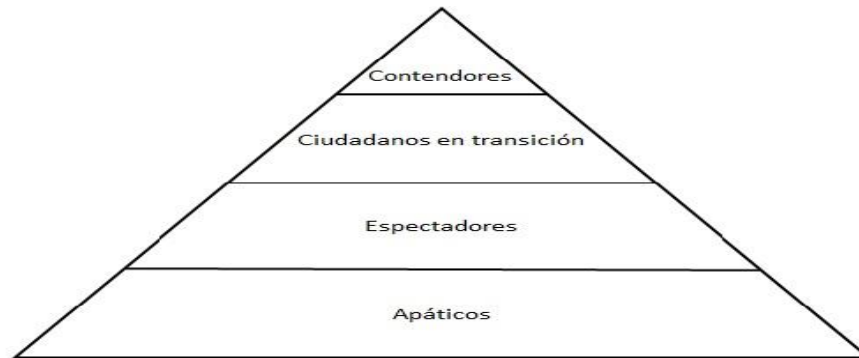 Contendores
Ciudadanos en transición
Espectadores
Apáticos